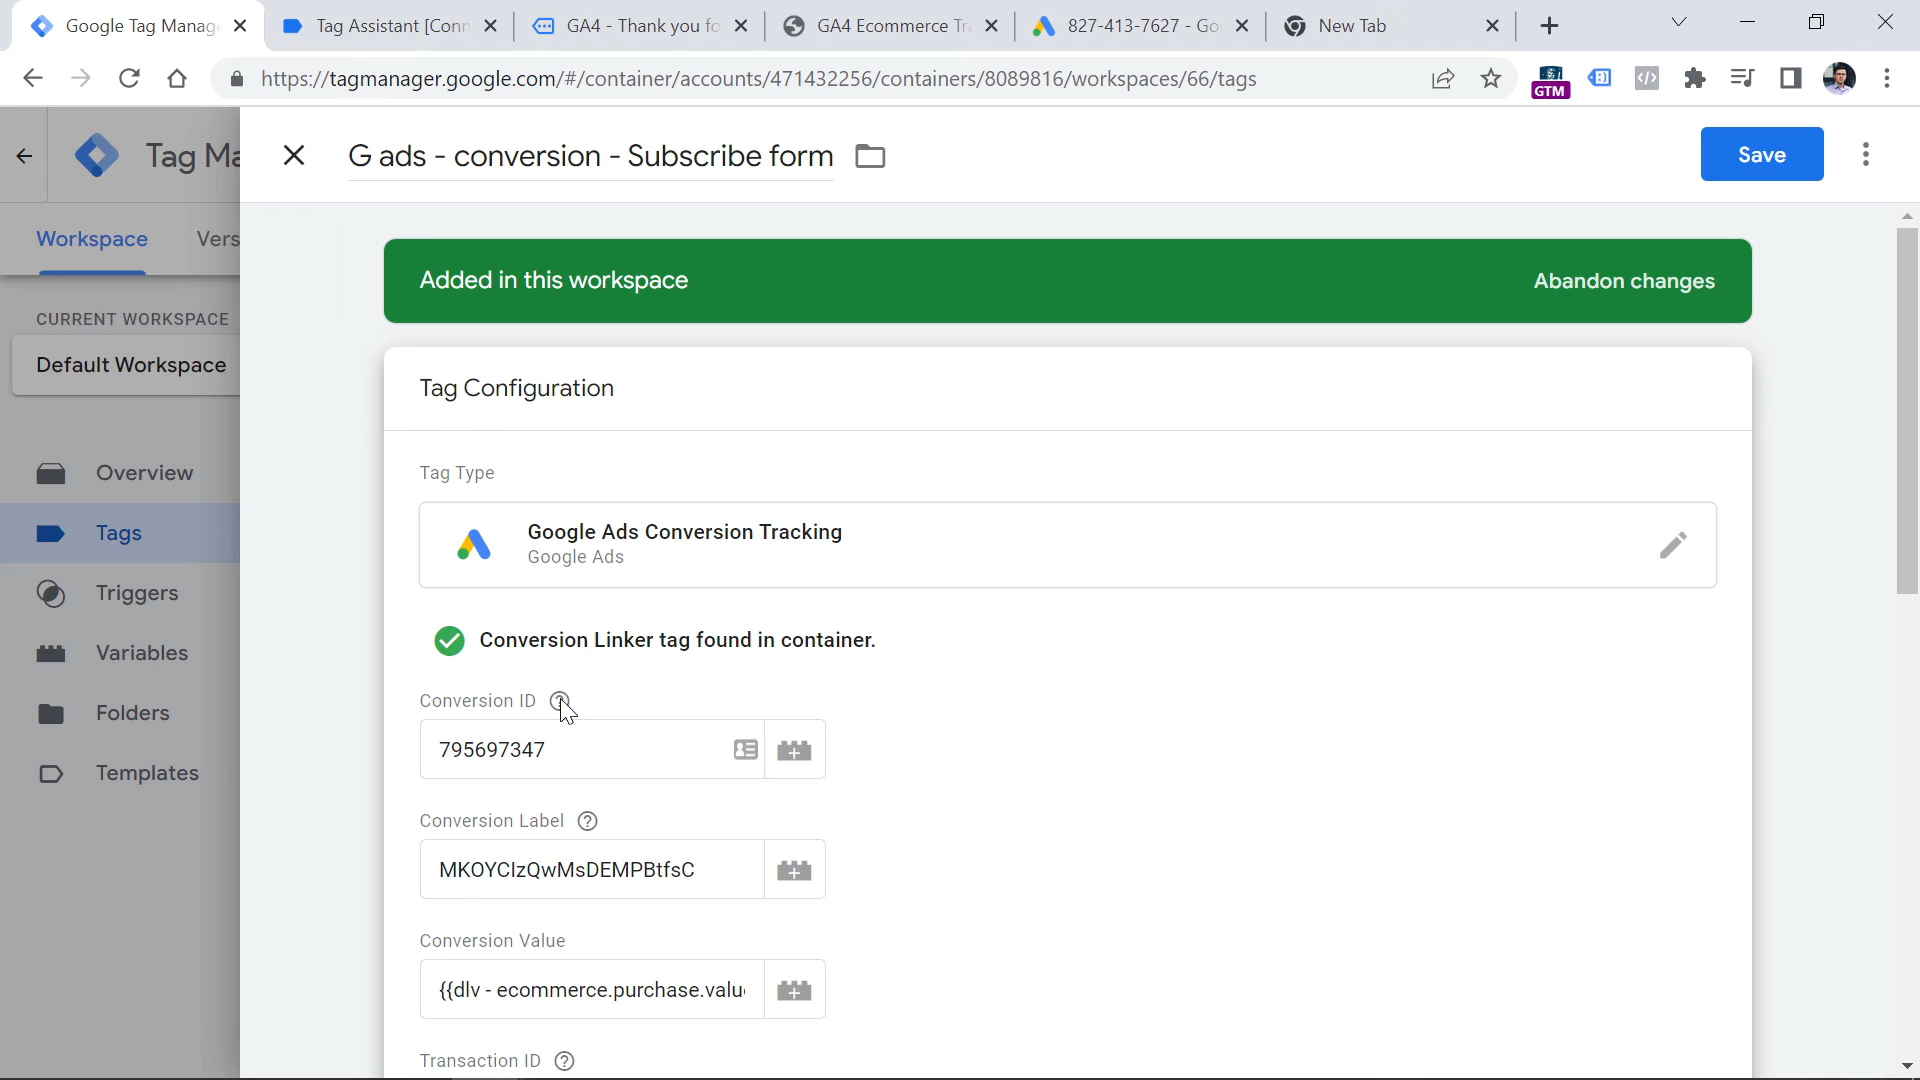 Google Tag Manag
Tag Assistant [Conn
GA4 - Thank you fo
GA4 Ecommerce Tr
827-413-7627 - Go
New Tab
https://tagmanager.google.com/#/container/accounts/471432256/containers/8089816/workspaces/66/tags
GTM
Tag Ma
G ads - conversion - Subscribe form
Save
Workspace
Vers
Added in this workspace
Abandon changes
CURRENT WORKSPACE
Default Workspace
Tag Configuration
Overview
Tags
Triggers
Variables
Folders
Templates
Tag Type
Google Ads Conversion Tracking
Google Ads
Conversion Linker tag found in container.
Conversion ID
795697347
Conversion Label
MKOYCIzQwMsDEMPBtfsC
Conversion Value
{{dlv - ecommerce.purchase.valu
Transaction ID